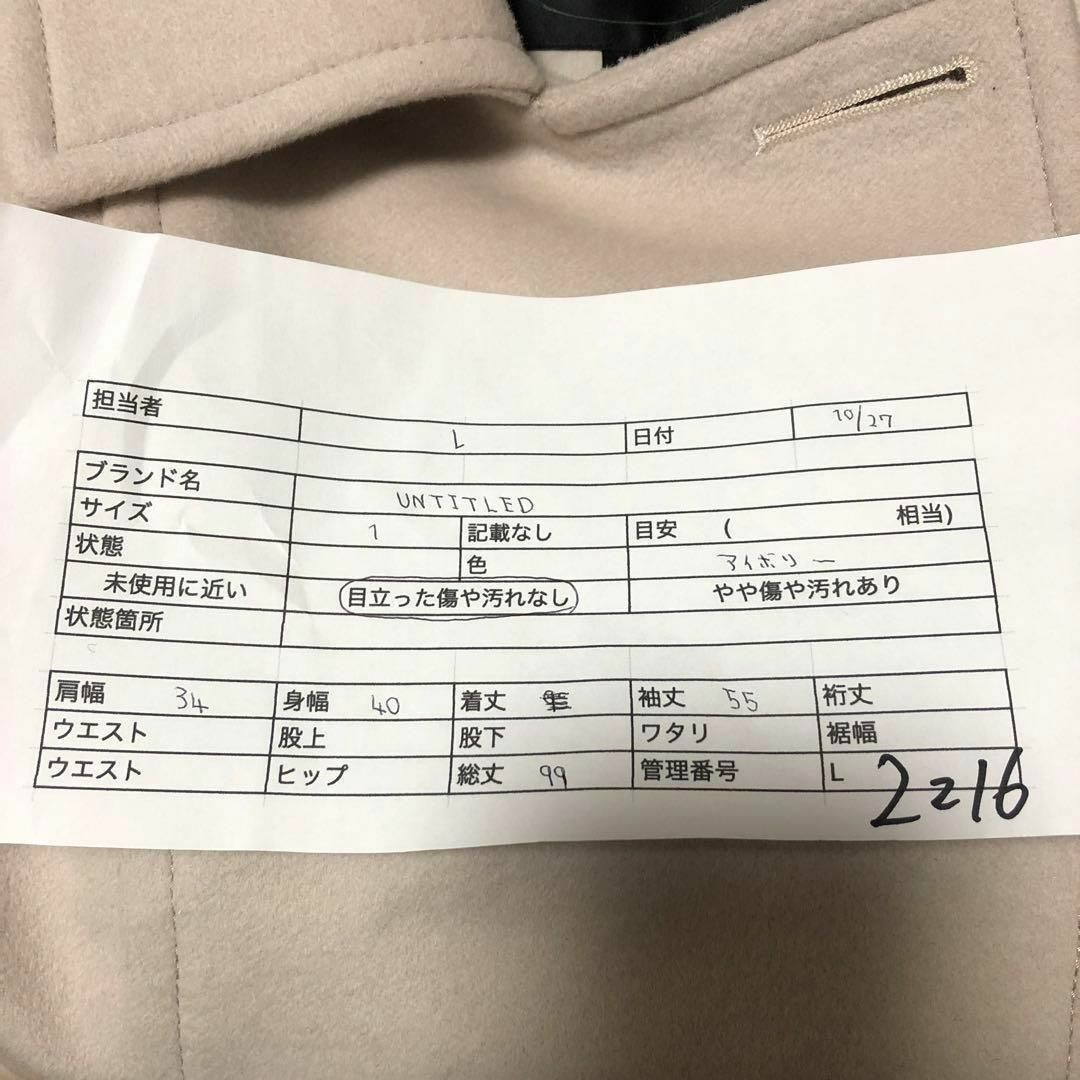 担当者 L 日付 10/27
ブランド名 UNTITLED
サイズ 1 記載なし 目安 ( 相当)
状態 色 アイボリー
未使用に近い 目立った傷や汚れなし やや傷や汚れあり
状態箇所
肩幅 34 身幅 40 着丈 袖丈 55 裄丈
ウエスト 股上 股下 ワタリ 裾幅
ウエスト ヒップ 総丈 99 管理番号 L 2216